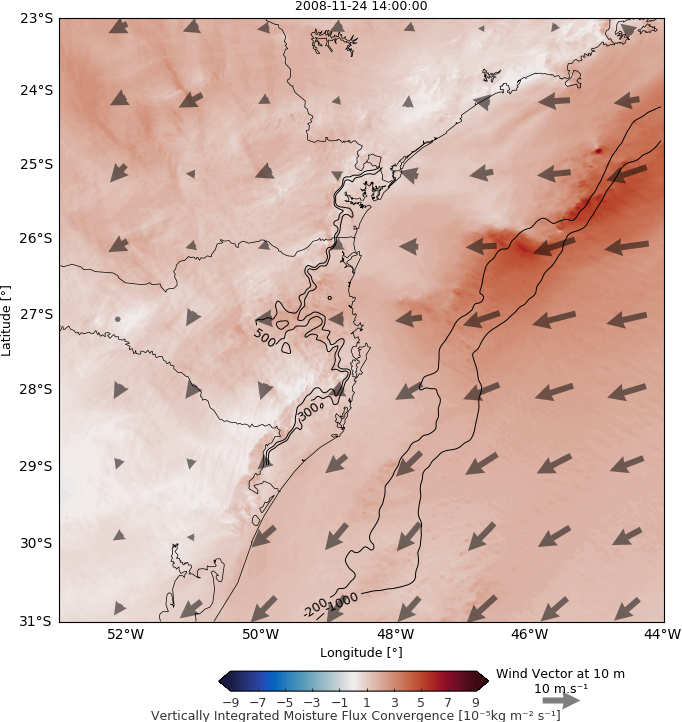 2008-11-24 14:00:00
23°S
24°S
25°S
26°S
27°S
28°S
29°S
30°S
31°S
Latitude [°]
500
300
-200
-1000
52°W 50°W 48°W 46°W 44°W
Longitude [°]
Wind Vector at 10 m
10 m.s⁻¹
−9 −7 −5 −3 −1 1 3 5 7 9
Vertically Integrated Moisture Flux Convergence [10⁻⁵kg m⁻² s⁻¹]